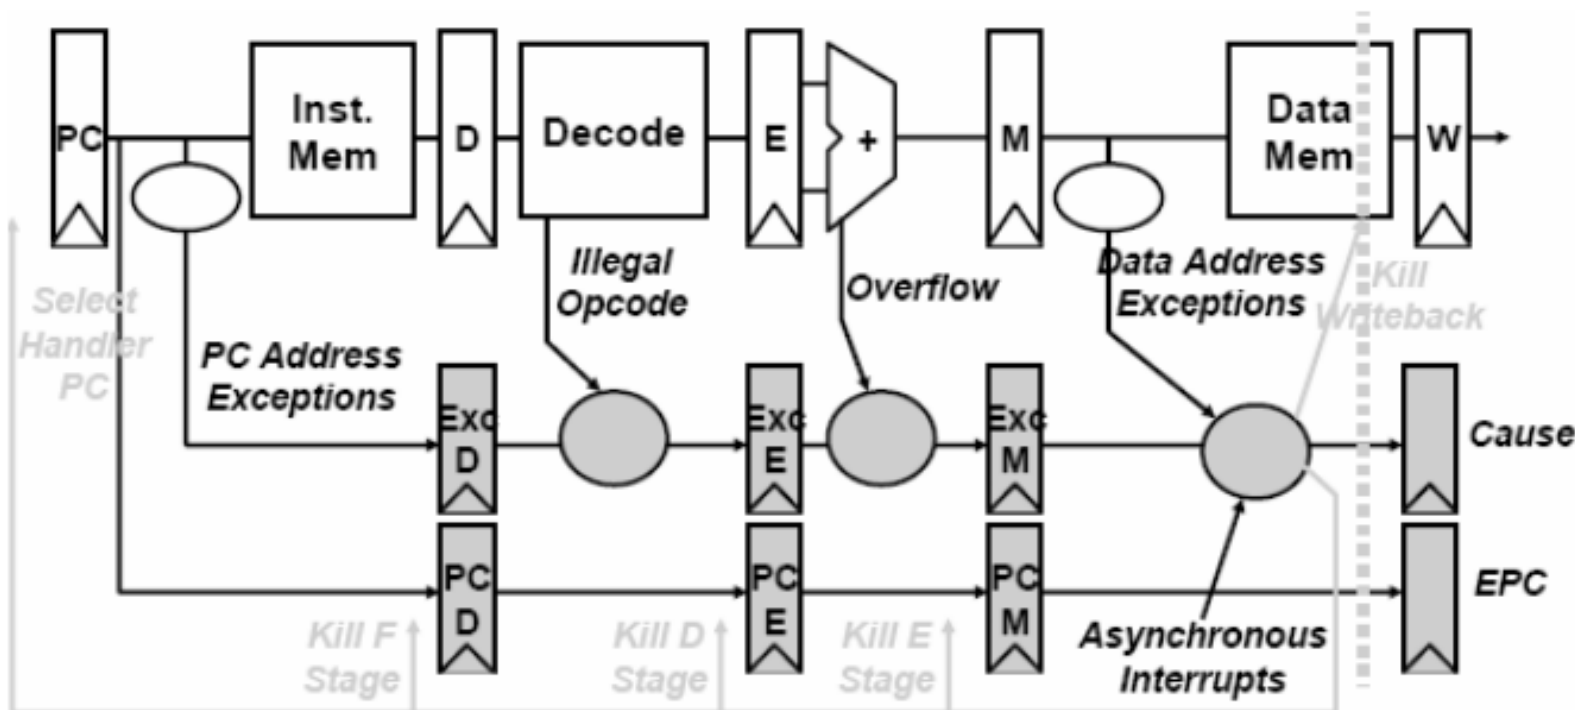 PC
Inst.
Mem
D
Decode
E
+
M
Data
Mem
W
Illegal
Opcode
Overflow
Data Address
Exceptions
Kill
Writeback
Select
Handler
PC
PC Address
Exceptions
Exc
D
Exc
E
Exc
M
Cause
PC
D
PC
E
PC
M
EPC
Kill F
Stage
Kill D
Stage
Kill E
Stage
Asynchronous
Interrupts